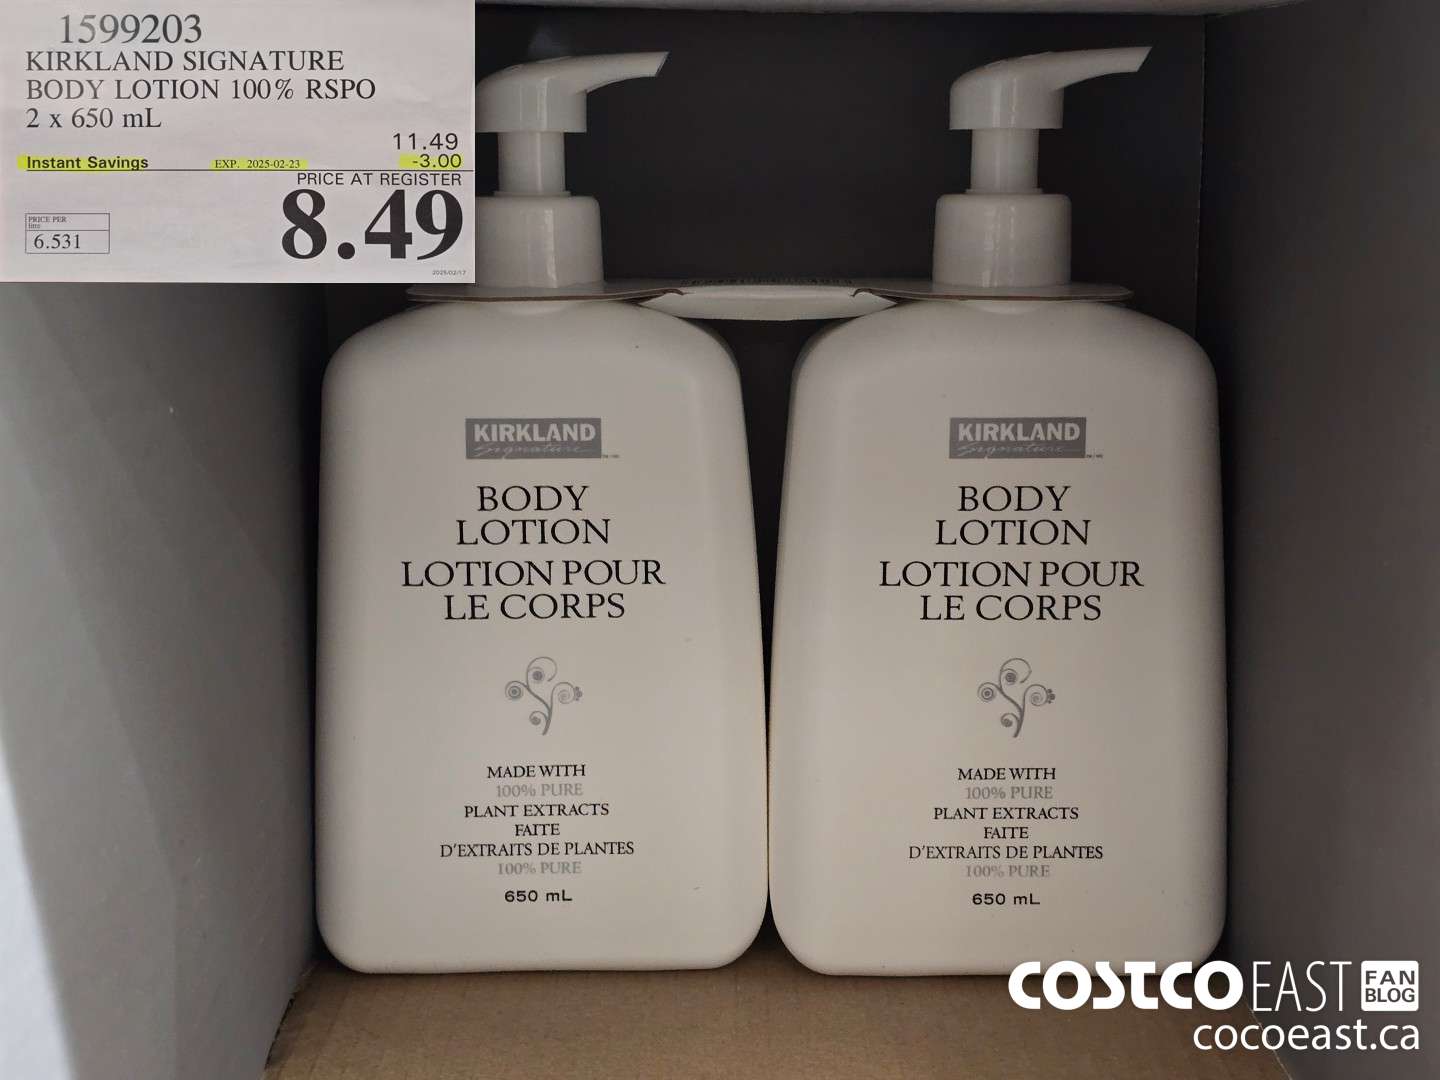 1599203
KIRKLAND SIGNATURE
BODY LOTION 100% RSPO
2 x 650 mL
11.49
Instant Savings EXP. 2025-02-23 -3.00
PRICE AT REGISTER
8.49
PRICE PER
litre
6.531
2025/02/17
KIRKLAND
Signature
BODY
LOTION
LOTION POUR
LE CORPS
MADE WITH
100% PURE
PLANT EXTRACTS
FAITE
D'EXTRAITS DE PLANTES
100% PURE
650 mL
KIRKLAND
Signature
BODY
LOTION
LOTION POUR
LE CORPS
MADE WITH
100% PURE
PLANT EXTRACTS
FAITE
D'EXTRAITS DE PLANTES
100% PURE
650 mL
COSTCO EAST FAN BLOG
cocoeast.ca